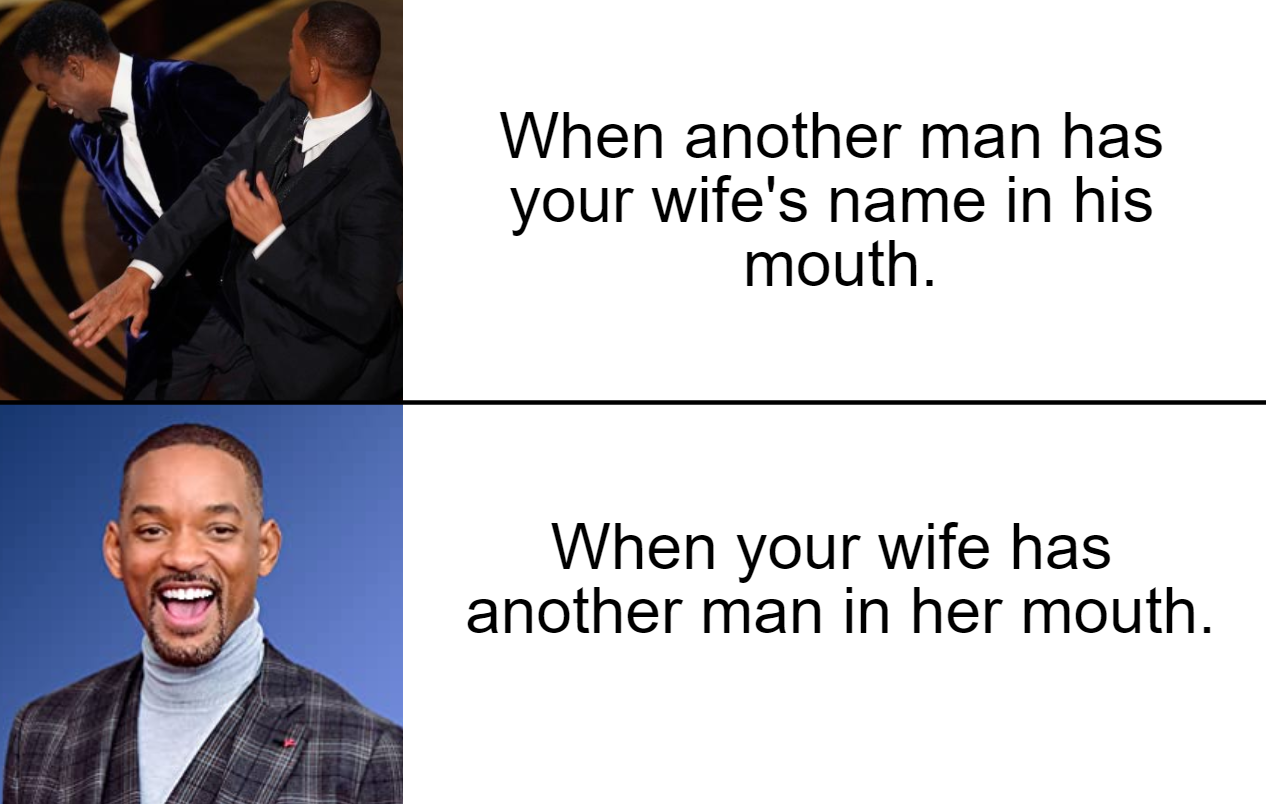 When another man has
your wife's name in his
mouth.
When your wife has
another man in her mouth.